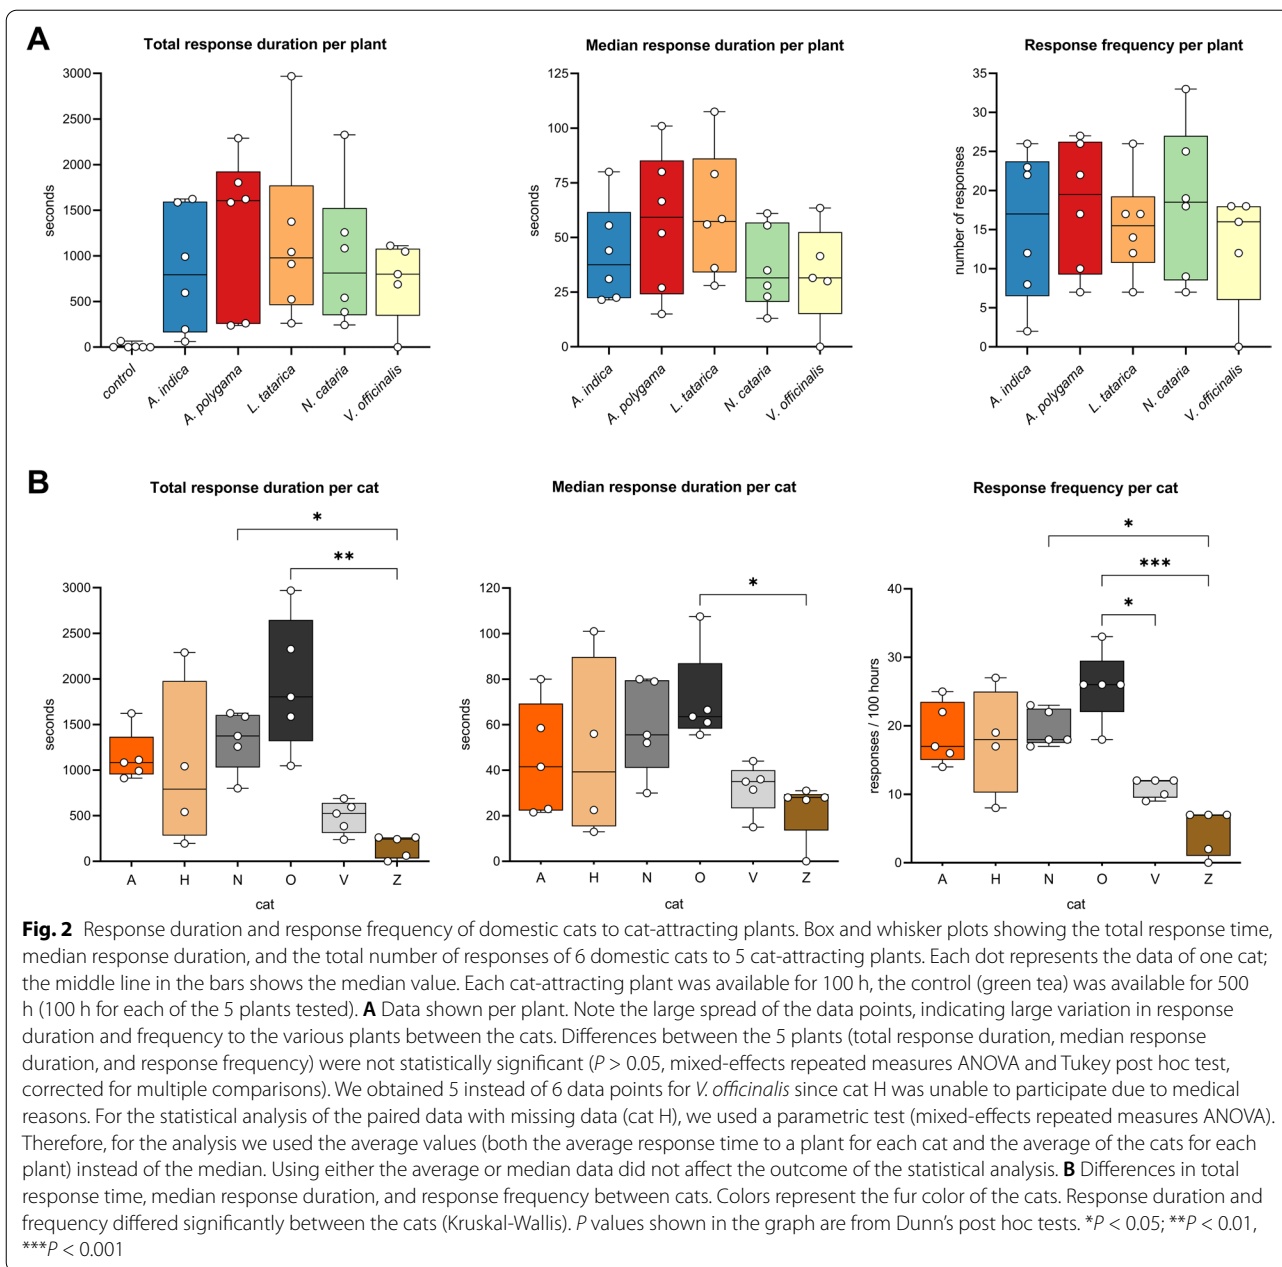 A
Total response duration per plant
3000
2500
2000
1500
1000
500
0
seconds
control
A. indica
A. polygama
L. tatarica
N. cataria
V. officinalis
Median response duration per plant
125
100
75
50
25
0
seconds
A. indica
A. polygama
L. tatarica
N. cataria
V. officinalis
Response frequency per plant
35
30
25
20
15
10
5
0
number of responses
A. indica
A. polygama
L. tatarica
N. cataria
V. officinalis
B
Total response duration per cat
*
**
3000
2500
2000
1500
1000
500
0
seconds
A H N O V Z
cat
Median response duration per cat
*
120
100
80
60
40
20
0
seconds
A H N O V Z
cat
Response frequency per cat
*
***
*
40
30
20
10
0
responses / 100 hours
A H N O V Z
cat
Fig. 2 Response duration and response frequency of domestic cats to cat-attracting plants. Box and whisker plots showing the total response time,
median response duration, and the total number of responses of 6 domestic cats to 5 cat-attracting plants. Each dot represents the data of one cat;
the middle line in the bars shows the median value. Each cat-attracting plant was available for 100 h, the control (green tea) was available for 500
h (100 h for each of the 5 plants tested). A Data shown per plant. Note the large spread of the data points, indicating large variation in response
duration and frequency to the various plants between the cats. Differences between the 5 plants (total response duration, median response
duration, and response frequency) were not statistically significant (P > 0.05, mixed-effects repeated measures ANOVA and Tukey post hoc test,
corrected for multiple comparisons). We obtained 5 instead of 6 data points for V. officinalis since cat H was unable to participate due to medical
reasons. For the statistical analysis of the paired data with missing data (cat H), we used a parametric test (mixed-effects repeated measures ANOVA).
Therefore, for the analysis we used the average values (both the average response time to a plant for each cat and the average of the cats for each
plant) instead of the median. Using either the average or median data did not affect the outcome of the statistical analysis. B Differences in total
response time, median response duration, and response frequency between cats. Colors represent the fur color of the cats. Response duration and
frequency differed significantly between the cats (Kruskal-Wallis). P values shown in the graph are from Dunn's post hoc tests. *P < 0.05; **P < 0.01,
***P < 0.001